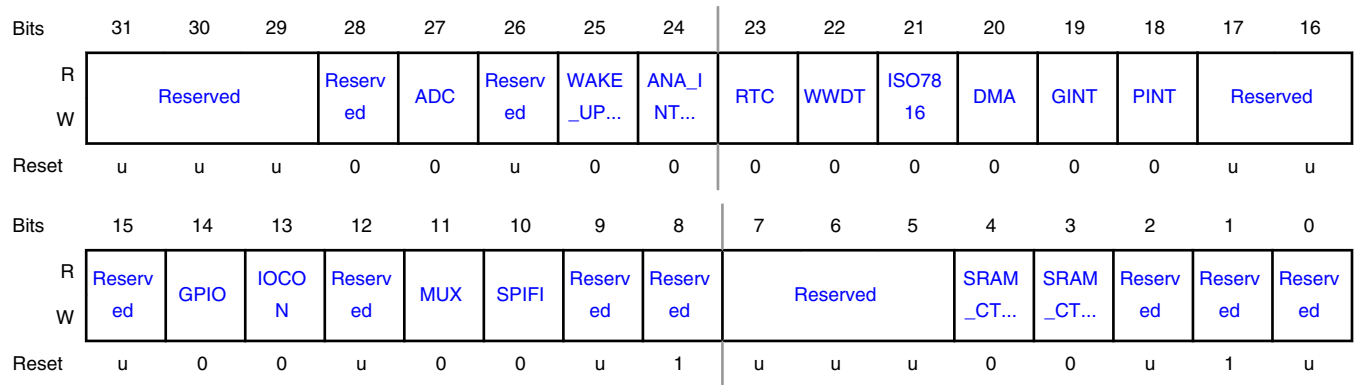 Bits 31 30 29 28 27 26 25 24 23 22 21 20 19 18 17 16
R Reserved Reserv ADC Reserv WAKE ANA_I RTC WWDT ISO78 DMA GINT PINT Reserved
W ed ed _UP... NT... 16
Reset u u u 0 0 u 0 0 0 0 0 0 0 0 u u
Bits 15 14 13 12 11 10 9 8 7 6 5 4 3 2 1 0
R Reserv GPIO IOCO Reserv MUX SPIFI Reserv Reserv Reserved SRAM SRAM Reserv Reserv Reserv
W ed N ed ed ed _CT... _CT... ed ed ed
Reset u 0 0 u 0 0 u 1 u u u 0 0 u 1 u